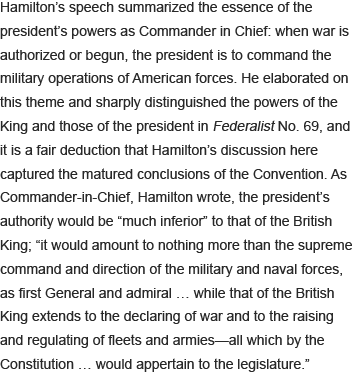 Hamilton’s speech summarized the essence of the
president’s powers as Commander in Chief: when war is
authorized or begun, the president is to command the
military operations of American forces. He elaborated on
this theme and sharply distinguished the powers of the
King and those of the president in Federalist No. 69, and
it is a fair deduction that Hamilton’s discussion here
captured the matured conclusions of the Convention. As
Commander-in-Chief, Hamilton wrote, the president’s
authority would be “much inferior” to that of the British
King; “it would amount to nothing more than the supreme
command and direction of the military and naval forces,
as first General and admiral … while that of the British
King extends to the declaring of war and to the raising
and regulating of fleets and armies—all which by the
Constitution … would appertain to the legislature.”